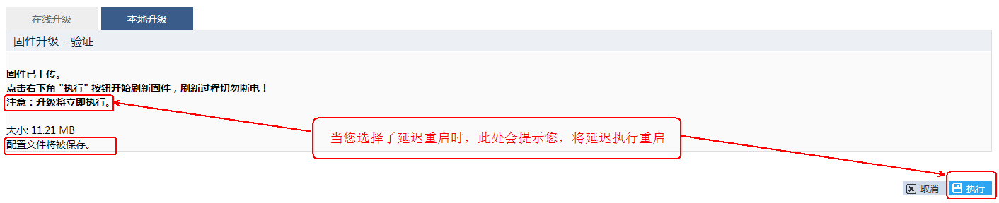 在线升级
本地升级
固件升级 - 验证
固件已上传。
点击右下角 "执行" 按钮开始刷新固件，刷新过程切勿断电！
注意：升级将立即执行。
当您选择了延迟重启时，此处会提示您，将延迟执行重启
大小: 11.21 MB
配置文件将被保存。
取消
执行